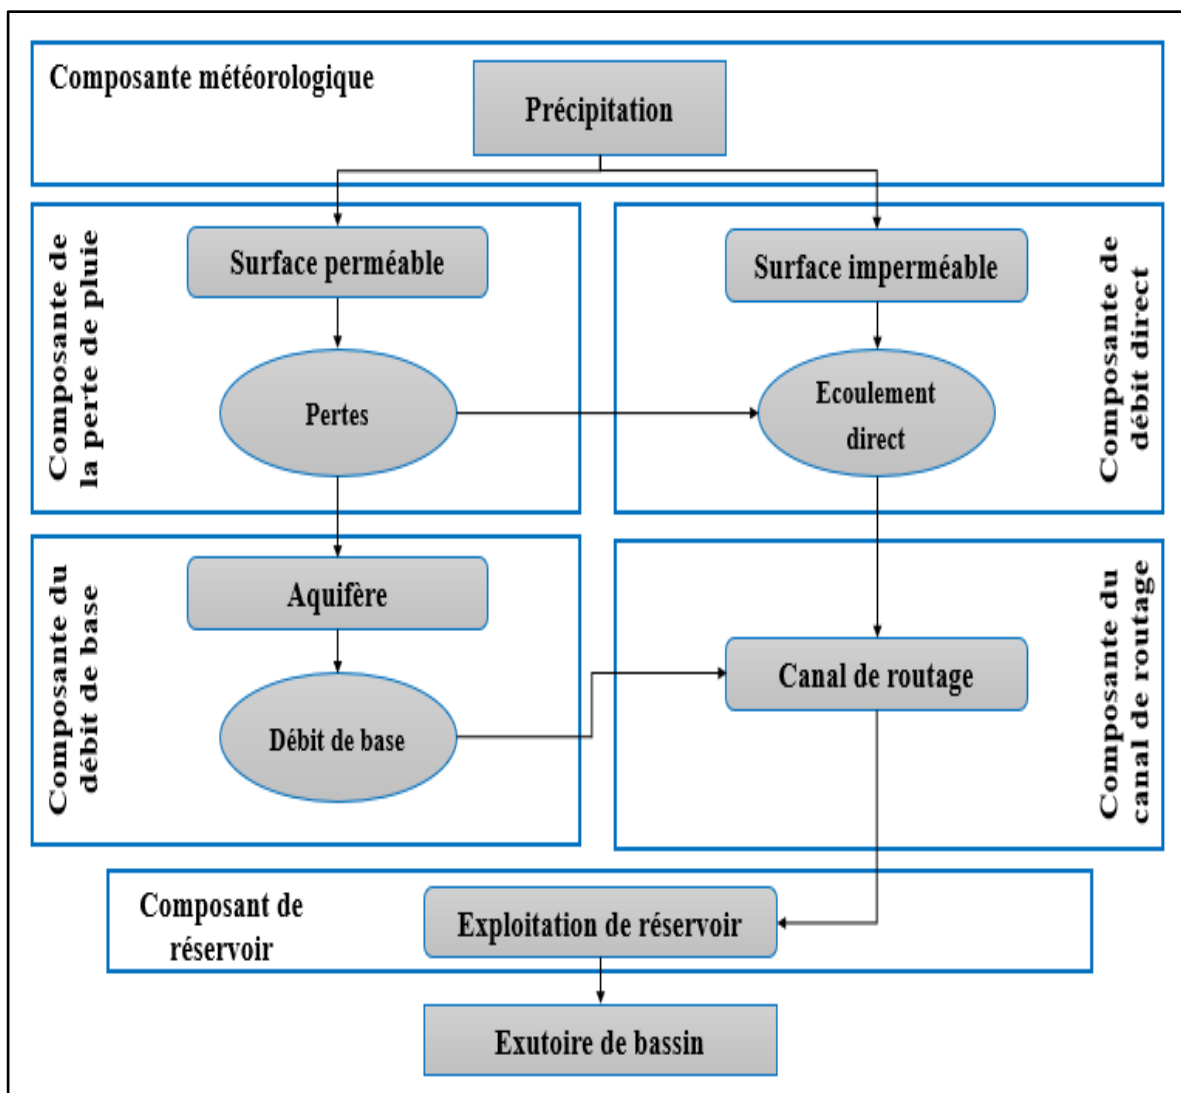 Composante météorologique
Précipitation
Composante de
la perte de pluie
Surface perméable
Pertes
Surface imperméable
Ecoulement
direct
Composante de
débit direct
Composante du
débit de base
Aquifère
Débit de base
Canal de routage
Composante du
canal de routage
Composant de
réservoir
Exploitation de réservoir
Exutoire de bassin